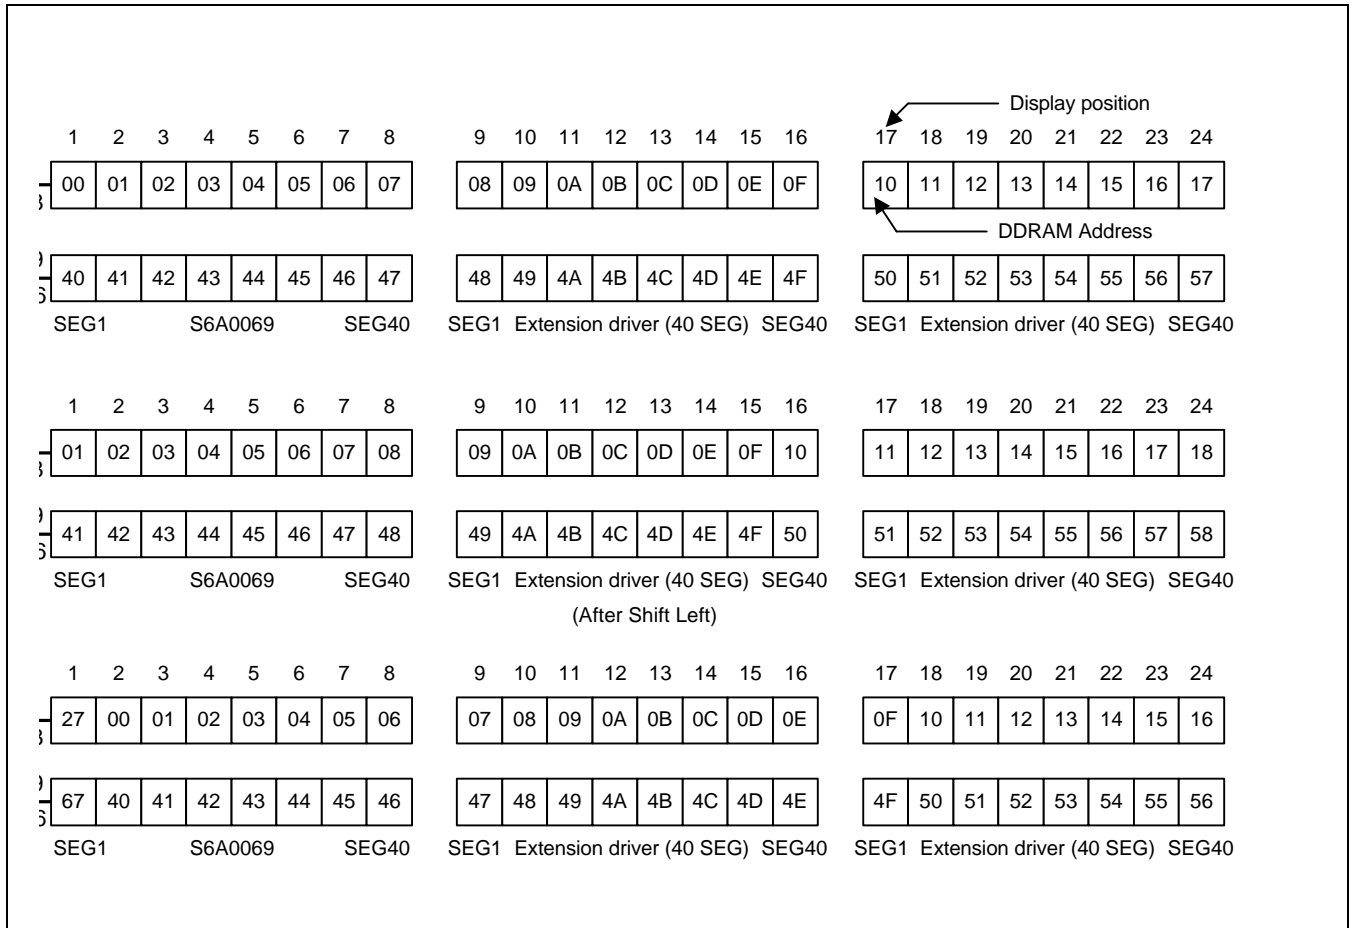 Display position
1 2 3 4 5 6 7 8 9 10 11 12 13 14 15 16 17 18 19 20 21 22 23 24
00 01 02 03 04 05 06 07 08 09 0A 0B 0C 0D 0E 0F 10 11 12 13 14 15 16 17
DDRAM Address
40 41 42 43 44 45 46 47 48 49 4A 4B 4C 4D 4E 4F 50 51 52 53 54 55 56 57
SEG1 S6A0069 SEG40 SEG1 Extension driver (40 SEG) SEG40 SEG1 Extension driver (40 SEG) SEG40
1 2 3 4 5 6 7 8 9 10 11 12 13 14 15 16 17 18 19 20 21 22 23 24
01 02 03 04 05 06 07 08 09 0A 0B 0C 0D 0E 0F 10 11 12 13 14 15 16 17 18
41 42 43 44 45 46 47 48 49 4A 4B 4C 4D 4E 4F 50 51 52 53 54 55 56 57 58
SEG1 S6A0069 SEG40 SEG1 Extension driver (40 SEG) SEG40 SEG1 Extension driver (40 SEG) SEG40
(After Shift Left)
1 2 3 4 5 6 7 8 9 10 11 12 13 14 15 16 17 18 19 20 21 22 23 24
27 00 01 02 03 04 05 06 07 08 09 0A 0B 0C 0D 0E 0F 10 11 12 13 14 15 16
67 40 41 42 43 44 45 46 47 48 49 4A 4B 4C 4D 4E 4F 50 51 52 53 54 55 56
SEG1 S6A0069 SEG40 SEG1 Extension driver (40 SEG) SEG40 SEG1 Extension driver (40 SEG) SEG40